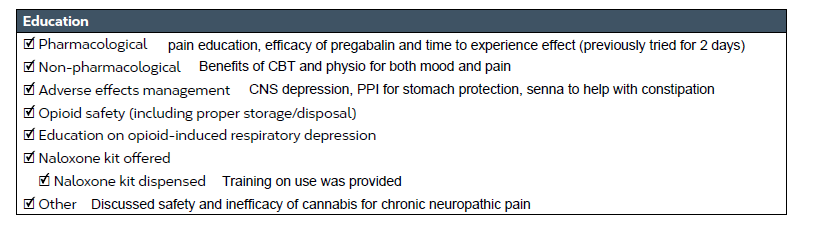 Education
☑ Pharmacological pain education, efficacy of pregabalin and time to experience effect (previously tried for 2 days)
☑ Non-pharmacological Benefits of CBT and physio for both mood and pain
☑ Adverse effects management CNS depression, PPI for stomach protection, senna to help with constipation
☑ Opioid safety (including proper storage/disposal)
☑ Education on opioid-induced respiratory depression
☑ Naloxone kit offered
☑ Naloxone kit dispensed Training on use was provided
☑ Other Discussed safety and inefficacy of cannabis for chronic neuropathic pain